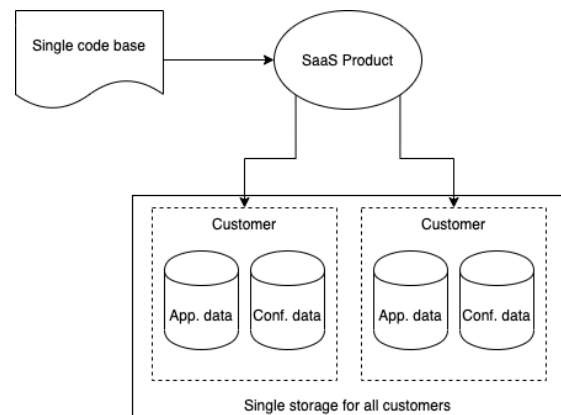 Single code base
SaaS Product
Customer
Customer
App. data
Conf. data
App. data
Conf. data
Single storage for all customers